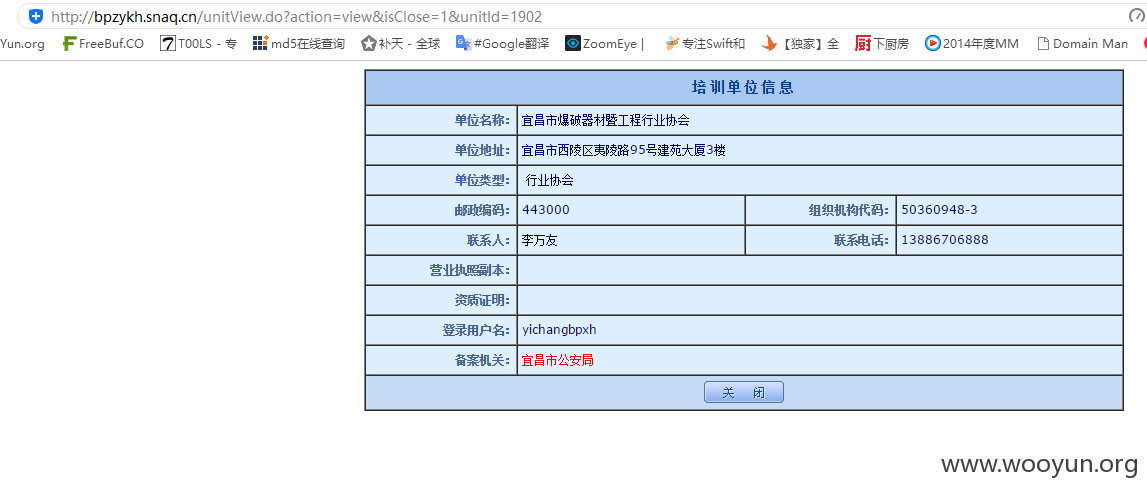 http://bpzykh.snaq.cn/unitView.do?action=view&isClose=1&unitId=1902
Yun.org FreeBuf.CO T00LS - 专 md5在线查询 补天 - 全球 #Google翻译 ZoomEye | 专注Swift和 【独家】全 厨 下厨房 2014年度MM Domain Man
培训单位信息
单位名称: 宜昌市爆破器材暨工程行业协会
单位地址: 宜昌市西陵区夷陵路95号建苑大厦3楼
单位类型: 行业协会
邮政编码: 443000 组织机构代码: 50360948-3
联系人: 李万友 联系电话: 13886706888
营业执照副本:
资质证明:
登录用户名: yichangbpxh
备案机关: 宜昌市公安局
关 闭
www.wooyun.org